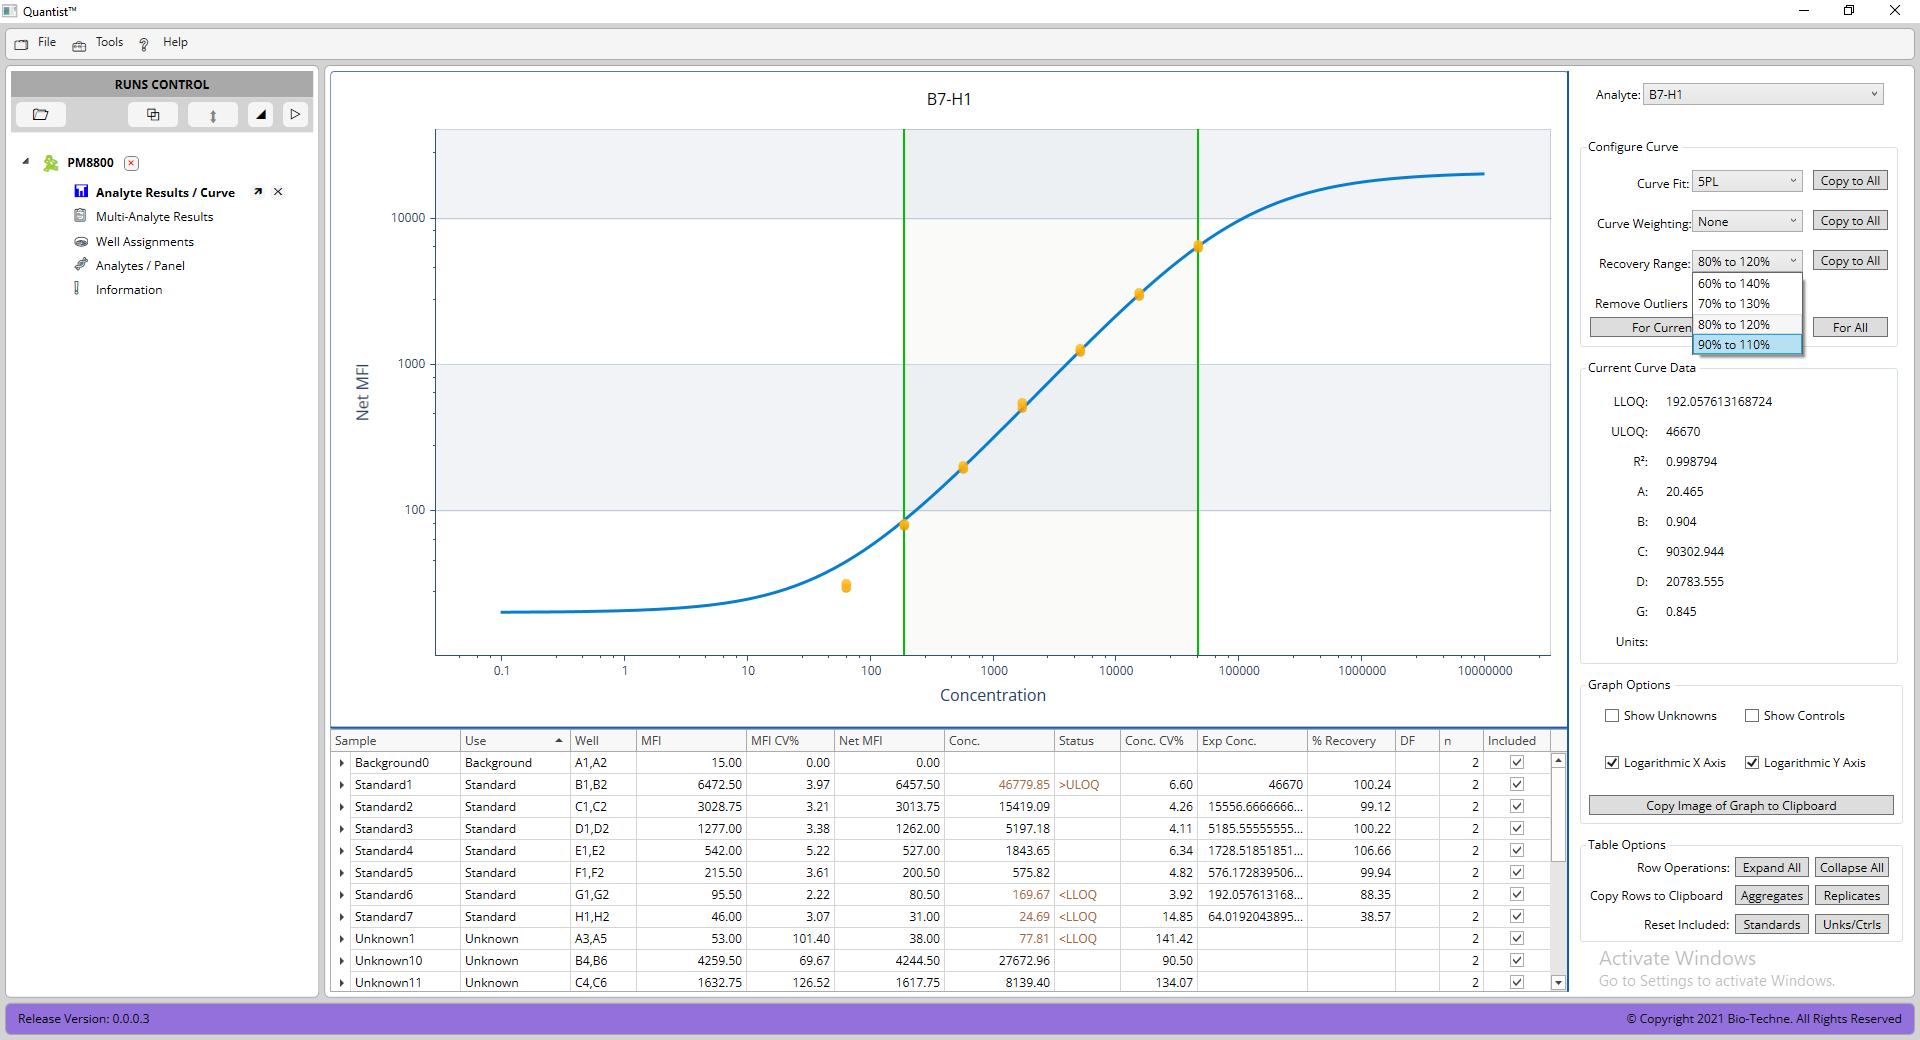 Quantist™
File Tools ? Help
RUNS CONTROL
PM8800
Analyte Results / Curve
Multi-Analyte Results
Well Assignments
Analytes / Panel
Information
B7-H1
10000
1000
100
Net MFI
0.1 1 10 100 1000 10000 100000 1000000 10000000
Concentration
Sample Use Well MFI MFI CV% Net MFI Conc. Status Conc. CV% Exp Conc. % Recovery DF n Included
Background0 Background A1,A2 15.00 0.00 0.00 2
Standard1 Standard B1,B2 6472.50 3.97 6457.50 46779.85 >ULOQ 6.60 46670 100.24 2
Standard2 Standard C1,C2 3028.75 3.21 3013.75 15419.09 4.26 15556.6666666... 99.12 2
Standard3 Standard D1,D2 1277.00 3.38 1262.00 5197.18 4.11 5185.55555555... 100.22 2
Standard4 Standard E1,E2 542.00 5.22 527.00 1843.65 6.34 1728.51851851... 106.66 2
Standard5 Standard F1,F2 215.50 3.61 200.50 575.82 4.82 576.172839506... 99.94 2
Standard6 Standard G1,G2 95.50 2.22 80.50 169.67 <LLOQ 3.92 192.057613168... 88.35 2
Standard7 Standard H1,H2 46.00 3.07 31.00 24.69 <LLOQ 14.85 64.0192043895... 38.57 2
Unknown1 Unknown A3,A5 53.00 101.40 38.00 77.81 <LLOQ 141.42 2
Unknown10 Unknown B4,B6 4259.50 69.67 4244.50 27672.96 90.50 2
Unknown11 Unknown C4,C6 1632.75 126.52 1617.75 8139.40 134.07 2
Analyte: B7-H1
Configure Curve
Curve Fit: 5PL Copy to All
Curve Weighting: None Copy to All
Recovery Range: 80% to 120% Copy to All
60% to 140%
70% to 130%
80% to 120%
90% to 110%
Remove Outliers
For Curren For All
Current Curve Data
LLOQ: 192.057613168724
ULOQ: 46670
R²: 0.998794
A: 20.465
B: 0.904
C: 90302.944
D: 20783.555
G: 0.845
Units:
Graph Options
Show Unknowns Show Controls
Logarithmic X Axis Logarithmic Y Axis
Copy Image of Graph to Clipboard
Table Options
Row Operations: Expand All Collapse All
Copy Rows to Clipboard Aggregates Replicates
Reset Included: Standards Unks/Ctrls
Activate Windows
Go to Settings to activate Windows.
Release Version: 0.0.0.3
© Copyright 2021 Bio-Techne. All Rights Reserved